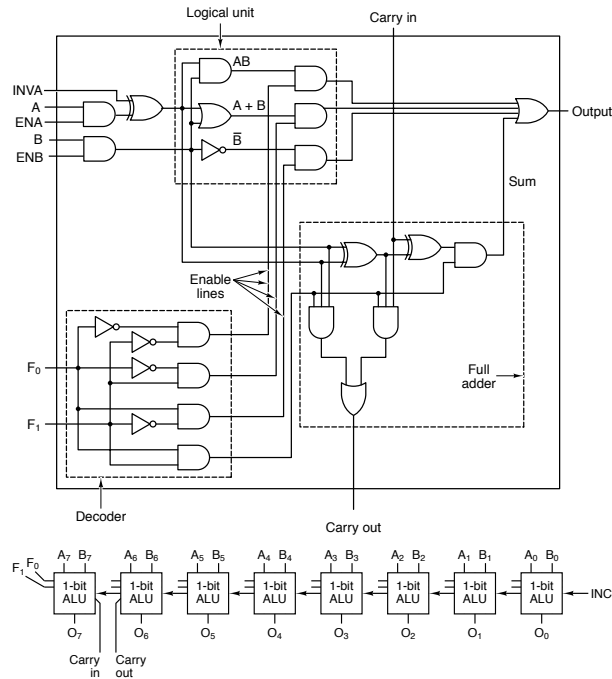 Logical unit
Carry in
INVA
A
ENA
B
ENB
AB
A + B
B̅
Output
Sum
Enable
lines
F₀
F₁
Full
adder
Decoder
Carry out
F₁ F₀
A₇ B₇ A₆ B₆ A₅ B₅ A₄ B₄ A₃ B₃ A₂ B₂ A₁ B₁ A₀ B₀
1-bit 1-bit 1-bit 1-bit 1-bit 1-bit 1-bit 1-bit
ALU ALU ALU ALU ALU ALU ALU ALU
INC
O₇ O₆ O₅ O₄ O₃ O₂ O₁ O₀
Carry Carry
in out